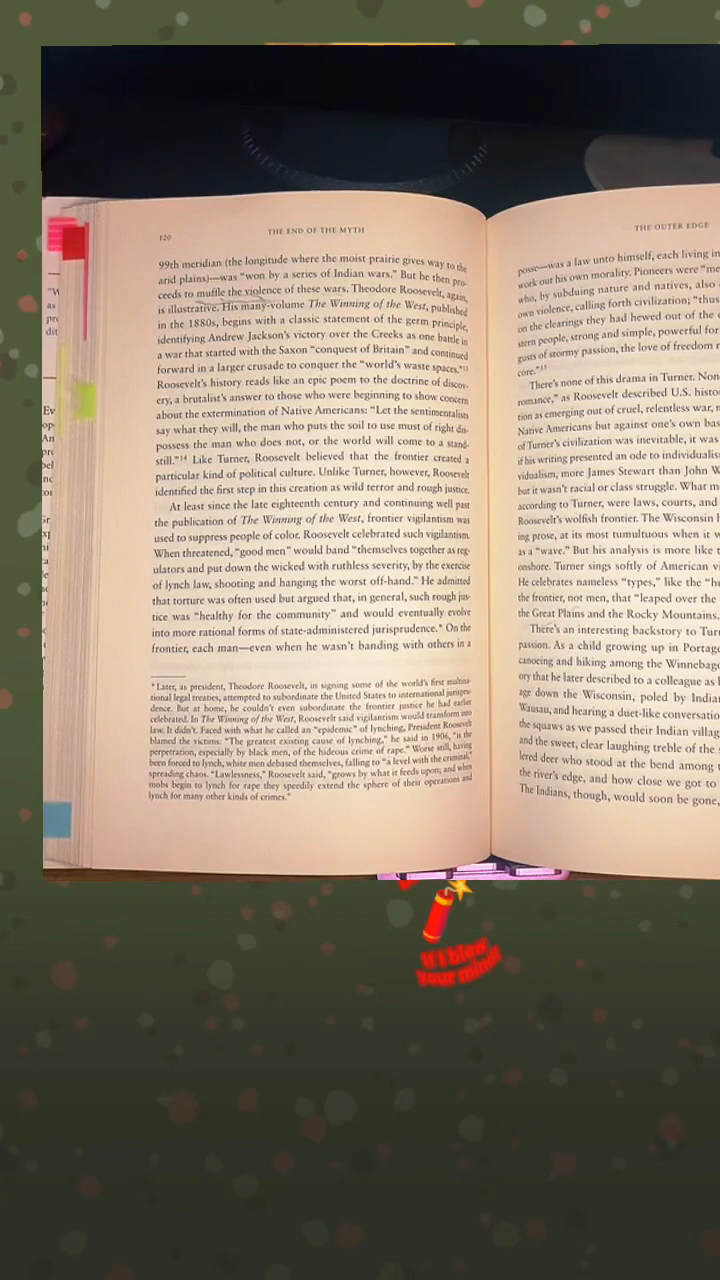 "W
as
pro
dit
Ev
op
An
pro
bel
120
THE END OF THE MYTH
99th meridian (the longitude where the moist prairie gives way to the
arid plains)—was "won by a series of Indian wars." But he then pro-
ceeds to muffle the violence of these wars. Theodore Roosevelt, again,
is illustrative. His many-volume The Winning of the West, published
in the 1880s, begins with a classic statement of the germ principle,
identifying Andrew Jackson's victory over the Creeks as one battle in
a war that started with the Saxon "conquest of Britain" and continued
forward in a larger crusade to conquer the "world's waste spaces."¹³
Roosevelt's history reads like an epic poem to the doctrine of discov-
ery, a brutalist's answer to those who were beginning to show concern
about the extermination of Native Americans: "Let the sentimentalists
say what they will, the man who puts the soil to use must of right dis-
possess the man who does not, or the world will come to a stand-
still."¹⁴ Like Turner, Roosevelt believed that the frontier created a
particular kind of political culture. Unlike Turner, however, Roosevelt
identified the first step in this creation as wild terror and rough justice.
At least since the late eighteenth century and continuing well past
the publication of The Winning of the West, frontier vigilantism was
used to suppress people of color. Roosevelt celebrated such vigilantism.
When threatened, "good men" would band "themselves together as reg-
ulators and put down the wicked with ruthless severity, by the exercise
of lynch law, shooting and hanging the worst off-hand." He admitted
that torture was often used but argued that, in general, such rough jus-
tice was "healthy for the community" and would eventually evolve
into more rational forms of state-administered jurisprudence.* On the
frontier, each man—even when he wasn't banding with others in a
* Later, as president, Theodore Roosevelt, in signing some of the world's first multina-
tional legal treaties, attempted to subordinate the United States to international jurispru-
dence. But at home, he couldn't even subordinate the frontier justice he had earlier
celebrated. In The Winning of the West, Roosevelt said vigilantism would transform into
law. It didn't. Faced with what he called an "epidemic" of lynching, President Roosevelt
blamed the victims: "The greatest existing cause of lynching," he said in 1906, "is the
perpetration, especially by black men, of the hideous crime of rape." Worse still, having
been forced to lynch, white men debased themselves, falling to "a level with the criminal,"
spreading chaos. "Lawlessness," Roosevelt said, "grows by what it feeds upon; and when
mobs begin to lynch for rape they speedily extend the sphere of their operations and
lynch for many other kinds of crimes."
THE OUTER EDGE
posse—was a law unto himself, each living in
work out his own morality. Pioneers were "me
who, by subduing nature and natives, also
own violence, calling forth civilization; "thus
on the clearings they had hewed out of the
stern people, strong and simple, powerful for
gusts of stormy passion, the love of freedom r
core."¹⁵
There's none of this drama in Turner. Non
romance," as Roosevelt described U.S. histo
tion as emerging out of cruel, relentless war,
Native Americans but against one's own bas
of Turner's civilization was inevitable, it was
if his writing presented an ode to individualis
vidualism, more James Stewart than John W
but it wasn't racial or class struggle. What m
according to Turner, were laws, courts, and
Roosevelt's wolfish frontier. The Wisconsin h
ing prose, at its most tumultuous when it w
as a "wave." But his analysis is more like t
onshore. Turner sings softly of American vi
He celebrates nameless "types," like the "hu
the frontier, not men, that "leaped over the
the Great Plains and the Rocky Mountains.
There's an interesting backstory to Tur
passion. As a child growing up in Portage
canoeing and hiking among the Winnebago
ory that he later described to a colleague as l
age down the Wisconsin, poled by Indian
Wausau, and hearing a duet-like conversatio
the squaws as we passed their Indian villag
and the sweet, clear laughing treble of the s
lered deer who stood at the bend among t
the river's edge, and how close we got to
The Indians, though, would soon be gone,
If I blew
your mind!